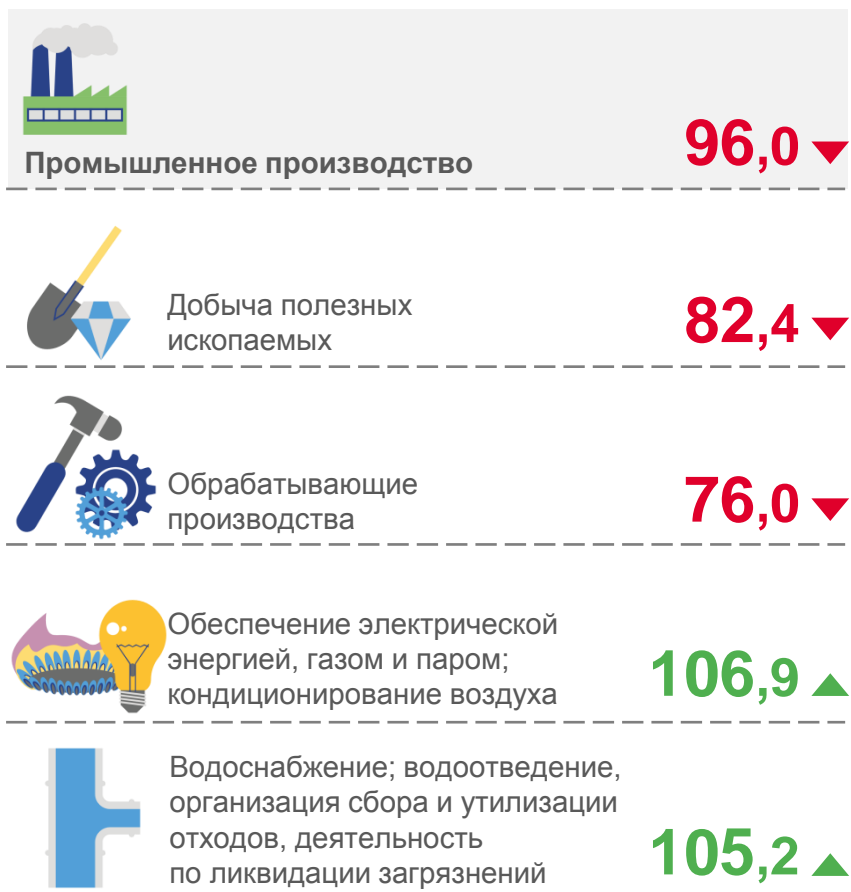 Промышленное производство
96,0
Добыча полезных
ископаемых
82,4
Обрабатывающие
производства
76,0
Обеспечение электрической
энергией, газом и паром;
кондиционирование воздуха
106,9
Водоснабжение; водоотведение,
организация сбора и утилизации
отходов, деятельность
по ликвидации загрязнений
105,2